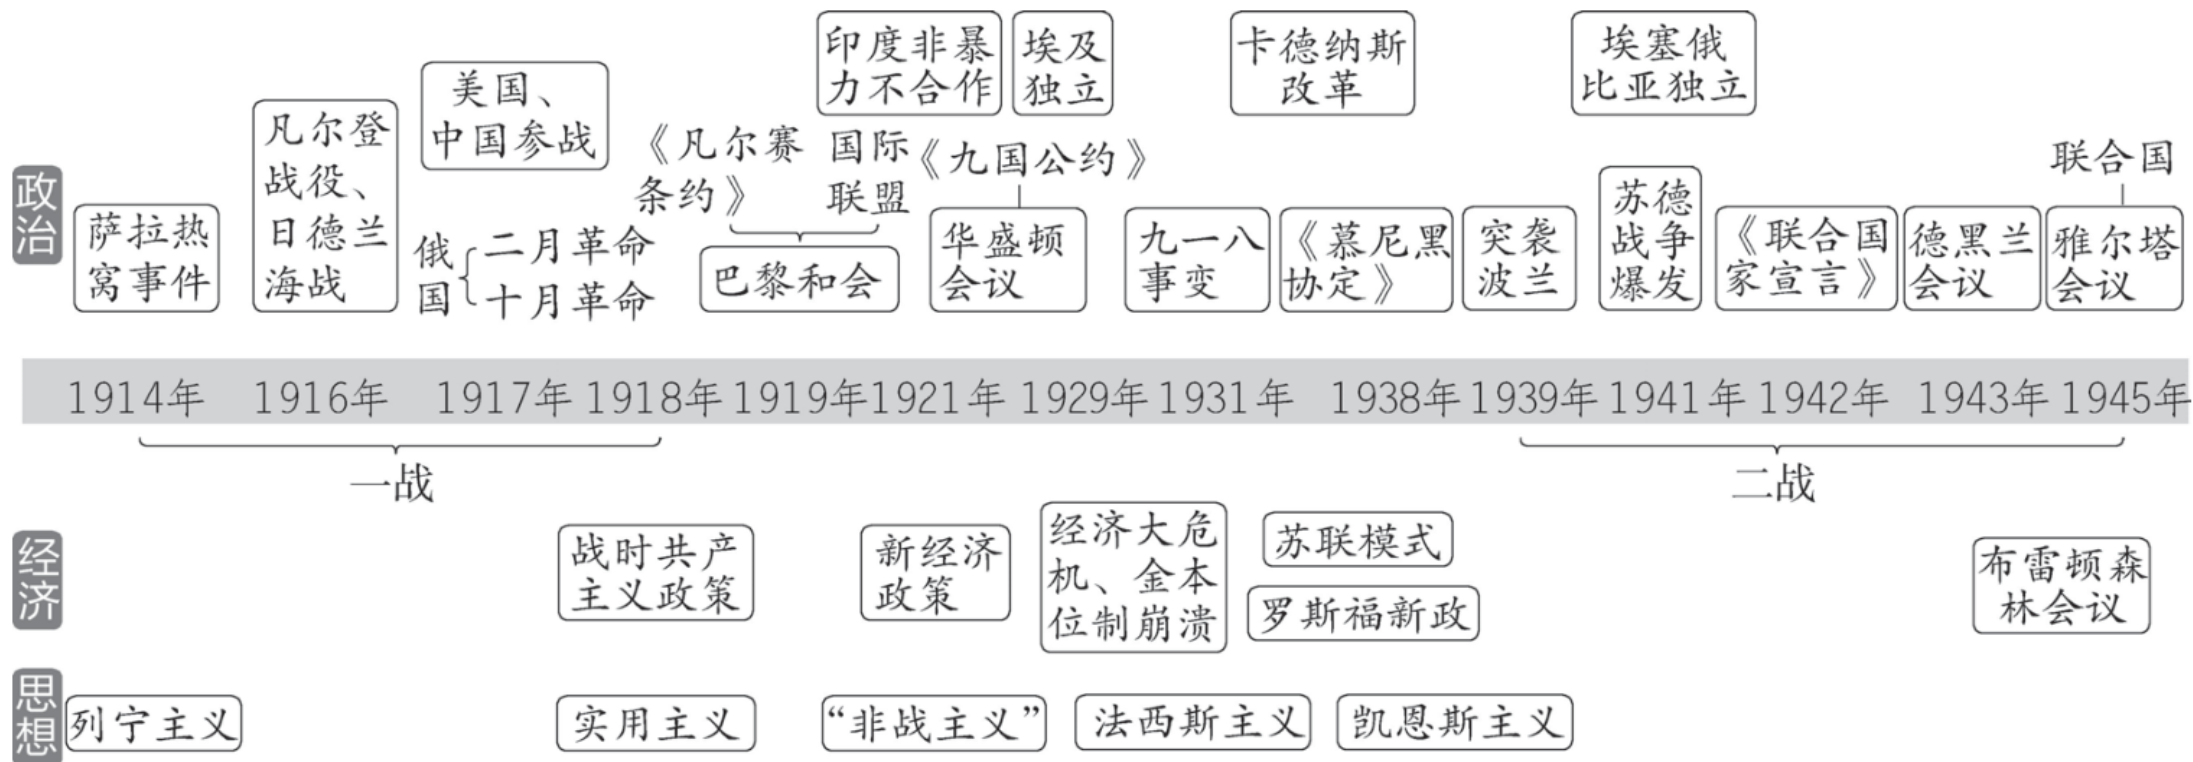 政治
萨拉热
窝事件
凡尔登
战役、
日德兰
海战
美国、
中国参战
俄国
二月革命
十月革命
《凡尔赛
条约》
国际
联盟
巴黎和会
印度非暴
力不合作
埃及
独立
《九国公约》
华盛顿
会议
九一八
事变
卡德纳斯
改革
《慕尼黑
协定》
突袭
波兰
埃塞俄
比亚独立
苏德
战争
爆发
《联合国
家宣言》
德黑兰
会议
联合国
雅尔塔
会议
1914年 1916年 1917年 1918年 1919年 1921年 1929年 1931年 1938年 1939年 1941年 1942年 1943年 1945年
一战
二战
经济
战时共产
主义政策
新经济
政策
经济大危
机、金本
位制崩溃
苏联模式
罗斯福新政
布雷顿森
林会议
思想
列宁主义
实用主义
“非战主义”
法西斯主义
凯恩斯主义